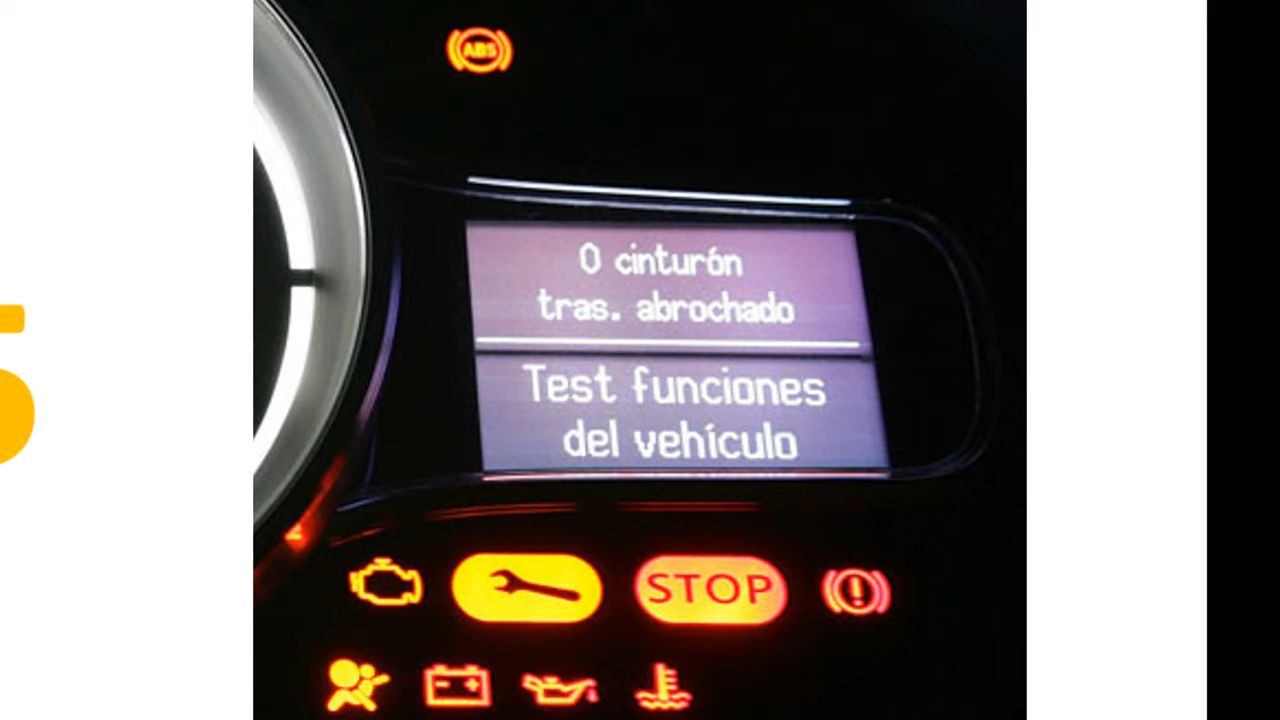 ABS
0 cinturón
tras. abrochado
Test funciones
del vehículo
STOP